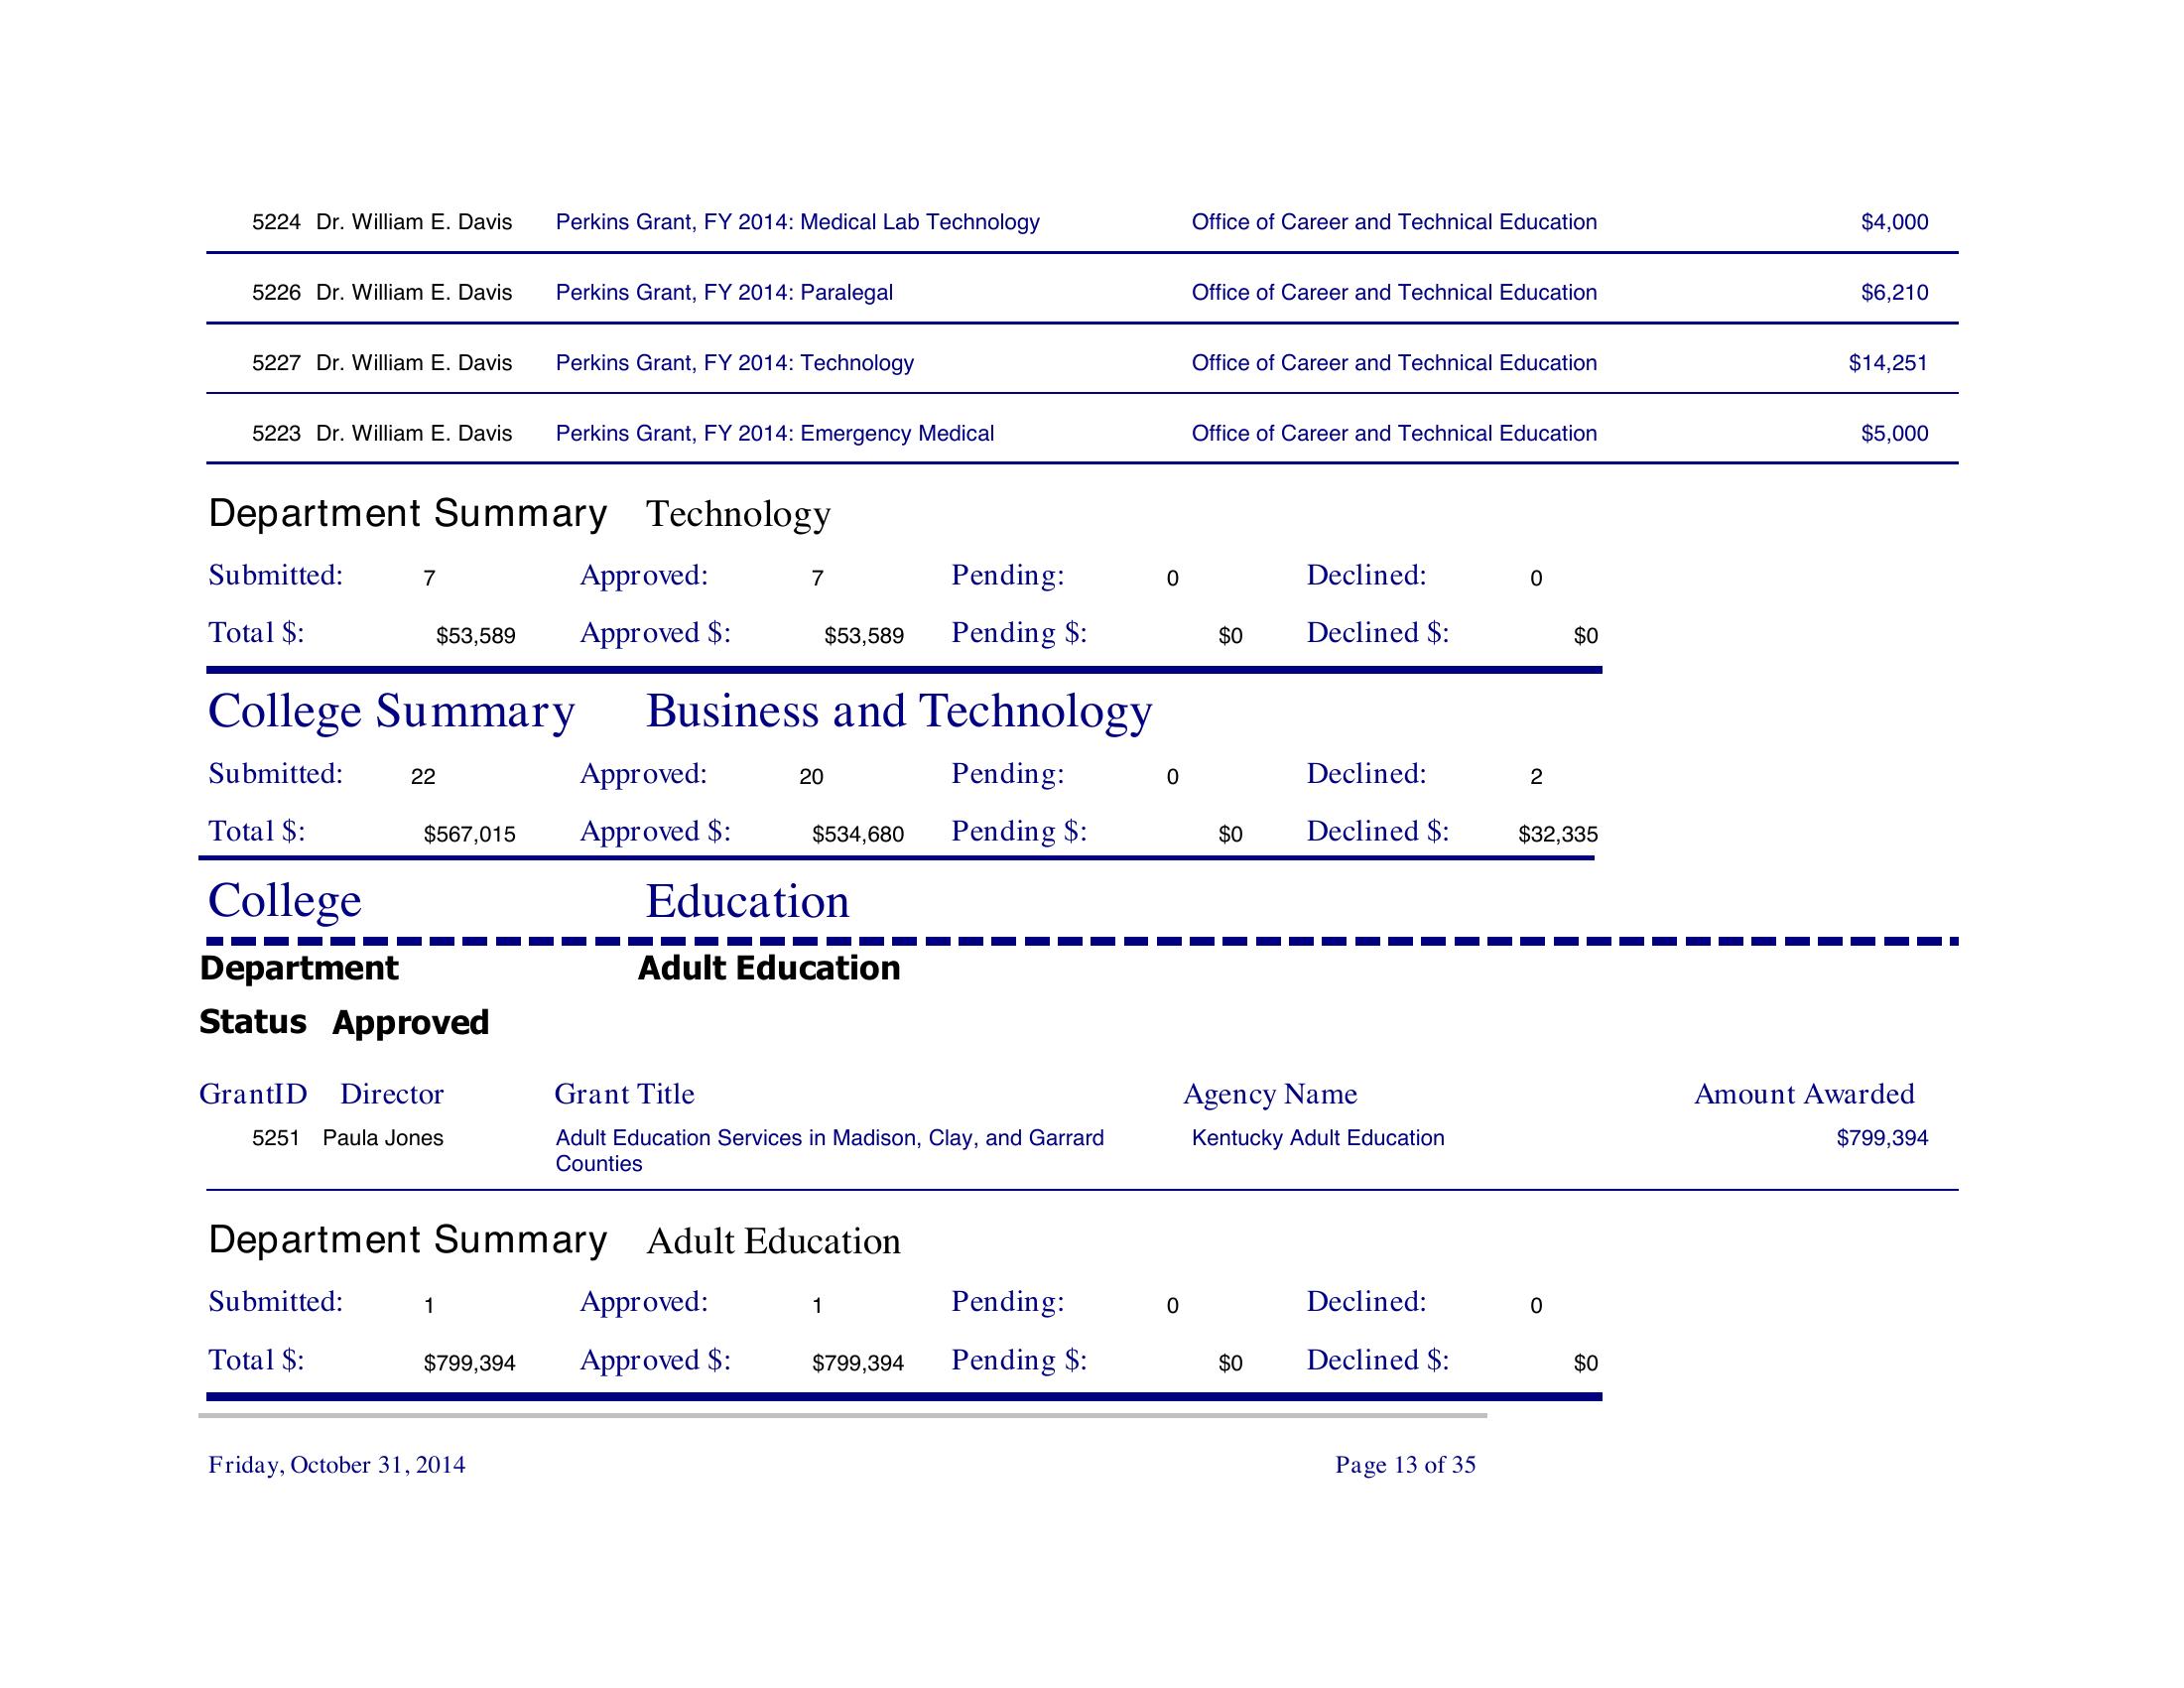 5224 Dr. William E. Davis Perkins Grant, FY 2014: Medical Lab Technology Office of Career and Technical Education $4,000
5226 Dr. William E. Davis Perkins Grant, FY 2014: Paralegal Office of Career and Technical Education $6,210
5227 Dr. William E. Davis Perkins Grant, FY 2014: Technology Office of Career and Technical Education $14,251
5223 Dr. William E. Davis Perkins Grant, FY 2014: Emergency Medical Office of Career and Technical Education $5,000
Department Summary Technology
Submitted: 7 Approved: 7 Pending: 0 Declined: 0
Total $: $53,589 Approved $: $53,589 Pending $: $0 Declined $: $0
College Summary Business and Technology
Submitted: 22 Approved: 20 Pending: 0 Declined: 2
Total $: $567,015 Approved $: $534,680 Pending $: $0 Declined $: $32,335
College Education
Department Adult Education
Status Approved
GrantID Director Grant Title Agency Name Amount Awarded
5251 Paula Jones Adult Education Services in Madison, Clay, and Garrard Kentucky Adult Education $799,394
Counties
Department Summary Adult Education
Submitted: 1 Approved: 1 Pending: 0 Declined: 0
Total $: $799,394 Approved $: $799,394 Pending $: $0 Declined $: $0
Friday, October 31, 2014 Page 13 of 35